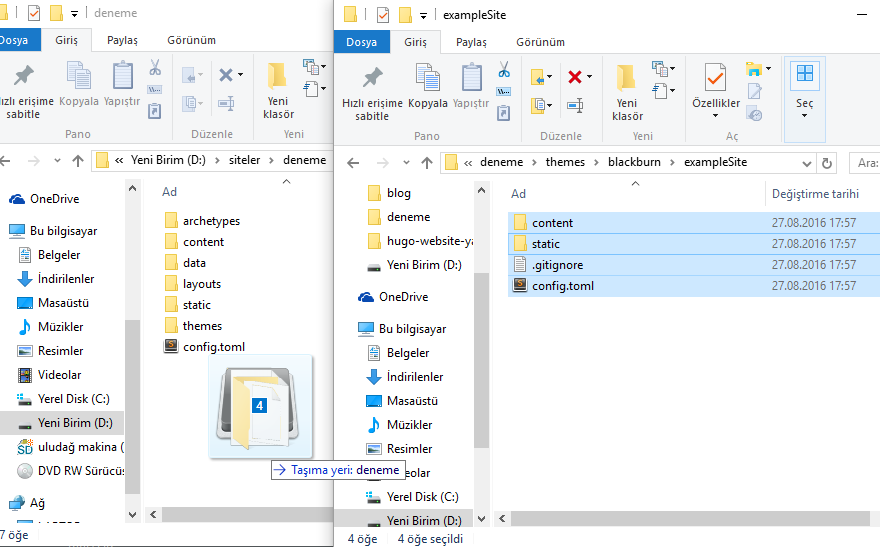 deneme
Dosya
Giriş
Paylaş
Görünüm
Hızlı erişime
sabitle
Kopyala
Yapıştır
Yeni
klasör
Pano
Düzenle
Yeni
« Yeni Birim (D:) › siteler › deneme
OneDrive
Bu bilgisayar
Belgeler
İndirilenler
Masaüstü
Müzikler
Resimler
Videolar
Yerel Disk (C:)
Yeni Birim (D:)
uludağ makina (
DVD RW Sürücüs
Ağ
Ad
archetypes
content
data
layouts
static
themes
config.toml
4
Taşıma yeri: deneme
7 öğe
exampleSite
Dosya
Giriş
Paylaş
Görünüm
Hızlı erişime
sabitle
Kopyala
Yapıştır
Yeni
klasör
Özellikler
Seç
Pano
Düzenle
Yeni
Aç
« deneme › themes › blackburn › exampleSite
Ara:
blog
deneme
hugo-website-ya
Yeni Birim (D:)
OneDrive
Bu bilgisayar
Belgeler
İndirilenler
Masaüstü
Müzikler
Resimler
Yerel Disk (C:)
Yeni Birim (D:)
Ad
Değiştirme tarihi
content 27.08.2016 17:57
static 27.08.2016 17:57
.gitignore 27.08.2016 17:57
config.toml 27.08.2016 17:57
4 öğe
4 öğe seçildi